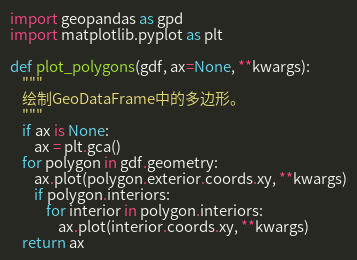 import geopandas as gpd
import matplotlib.pyplot as plt

def plot_polygons(gdf, ax=None, **kwargs):
    """
    绘制GeoDataFrame中的多边形。
    """
    if ax is None:
        ax = plt.gca()
    for polygon in gdf.geometry:
        ax.plot(polygon.exterior.coords.xy, **kwargs)
        if polygon.interiors:
            for interior in polygon.interiors:
                ax.plot(interior.coords.xy, **kwargs)
    return ax